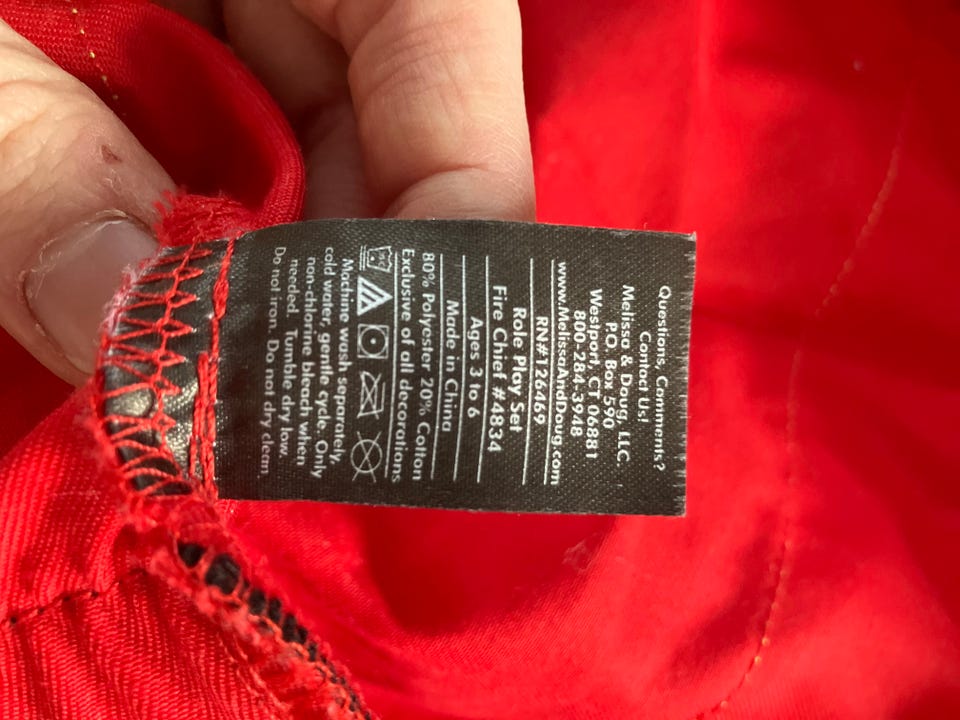 Questions, Comments?
Contact Us!
Melissa & Doug, LLC.
P.O. Box 590
Westport, CT 06881
800-284-3948
www.MelissaAndDoug.com
RN#126469
Role Play Set
Fire Chief #4834
Ages 3 to 6
Made in China
80% Polyester 20% Cotton
Exclusive of all decorations
Machine wash separately,
cold water, gentle cycle. Only
non-chlorine bleach when
needed. Tumble dry low.
Do not iron. Do not dry clean.